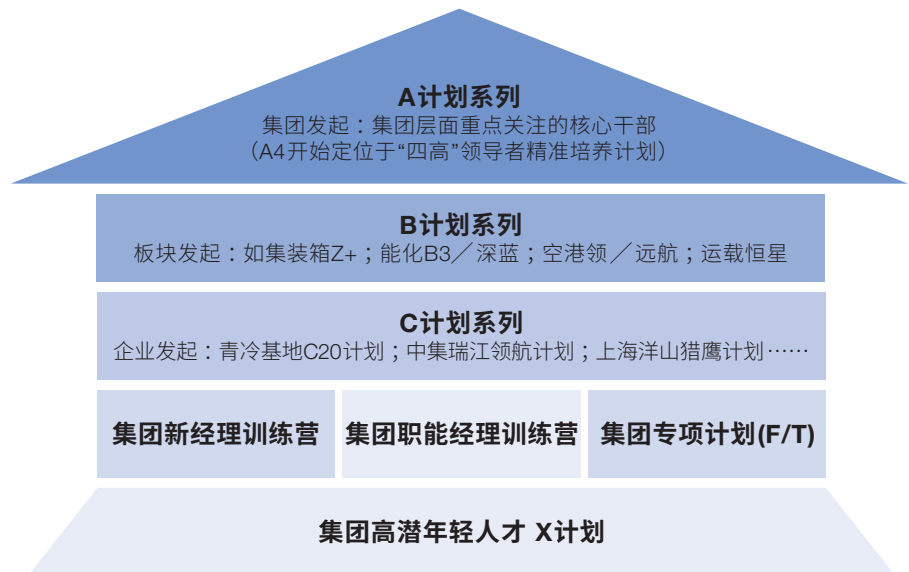 A计划系列
集团发起：集团层面重点关注的核心干部
（A4开始定位于“四高”领导者精准培养计划）
B计划系列
板块发起：如集装箱Z+；能化B3／深蓝；空港领／远航；运载恒星
C计划系列
企业发起：青冷基地C20计划；中集瑞江领航计划；上海洋山猎鹰计划……
集团新经理训练营
集团职能经理训练营
集团专项计划(F/T)
集团高潜年轻人才 X计划